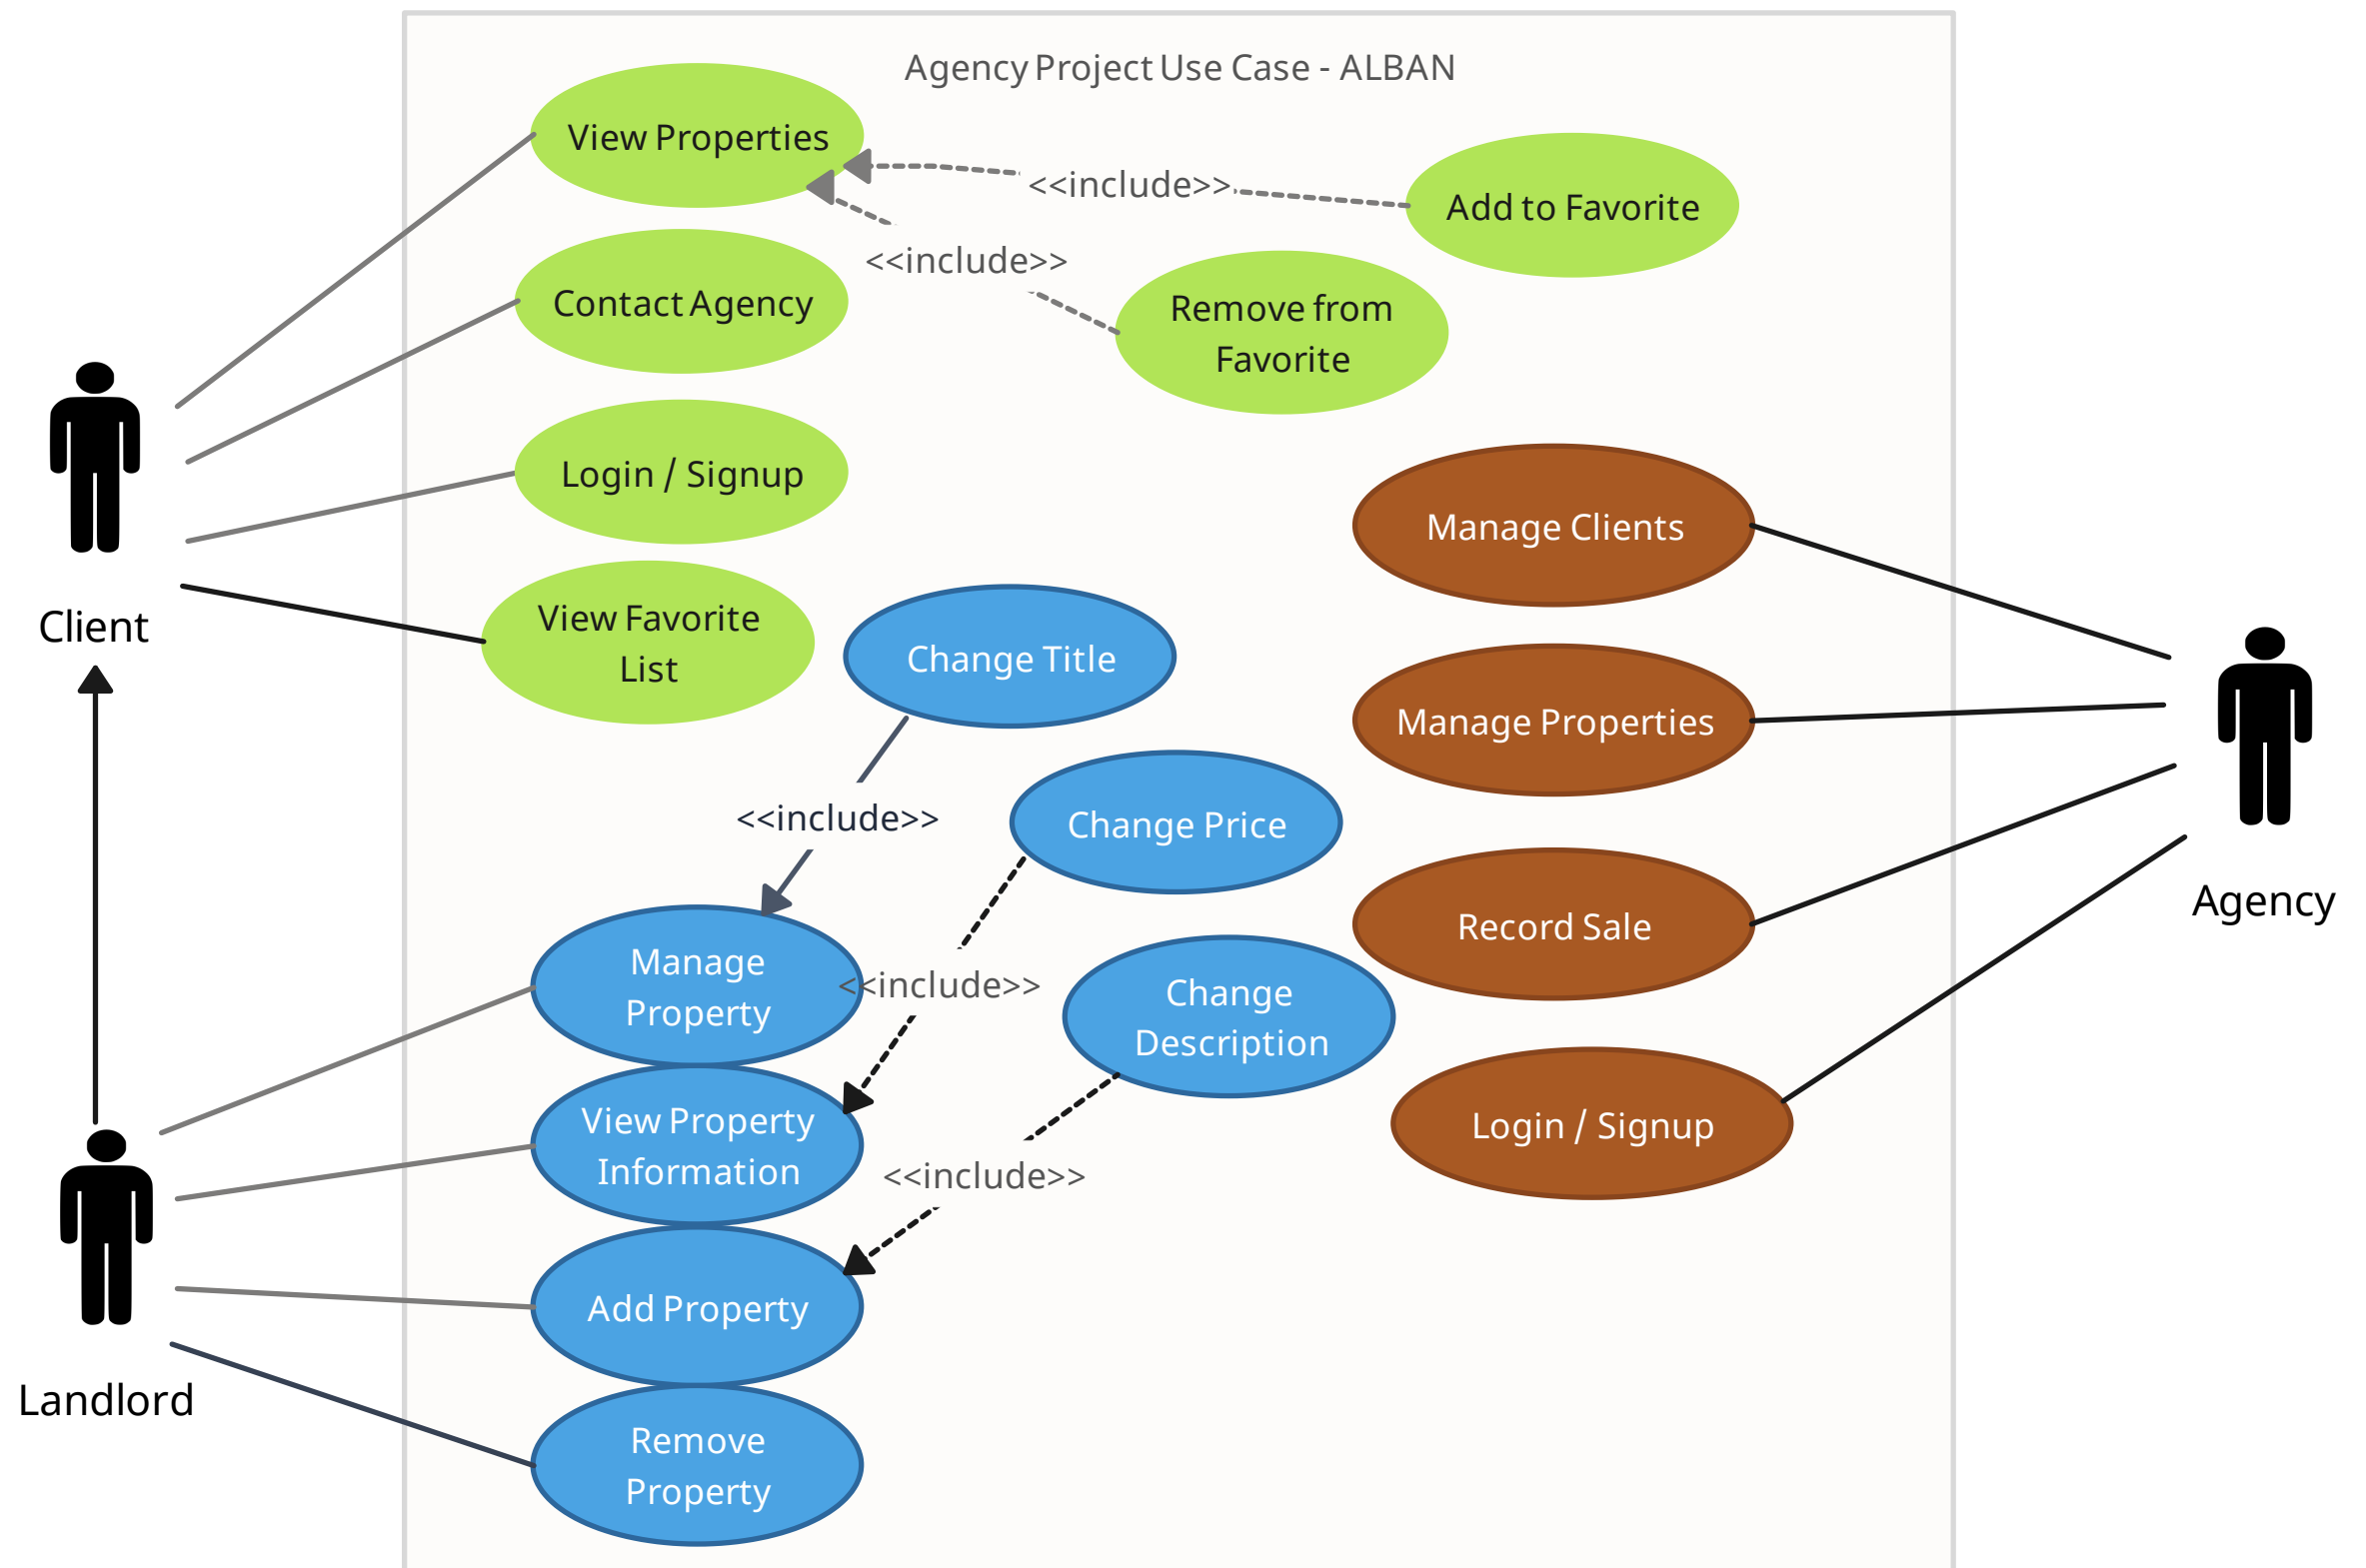 Agency Project Use Case - ALBAN
View Properties
<<include>>
Add to Favorite
<<include>>
Contact Agency
Remove from
Favorite
Login / Signup
Manage Clients
Client
View Favorite
List
Change Title
Manage Properties
<<include>>
Change Price
Agency
Record Sale
Manage
Property
<<include>>
Change
Description
View Property
Information
<<include>>
Login / Signup
Add Property
Landlord
Remove
Property